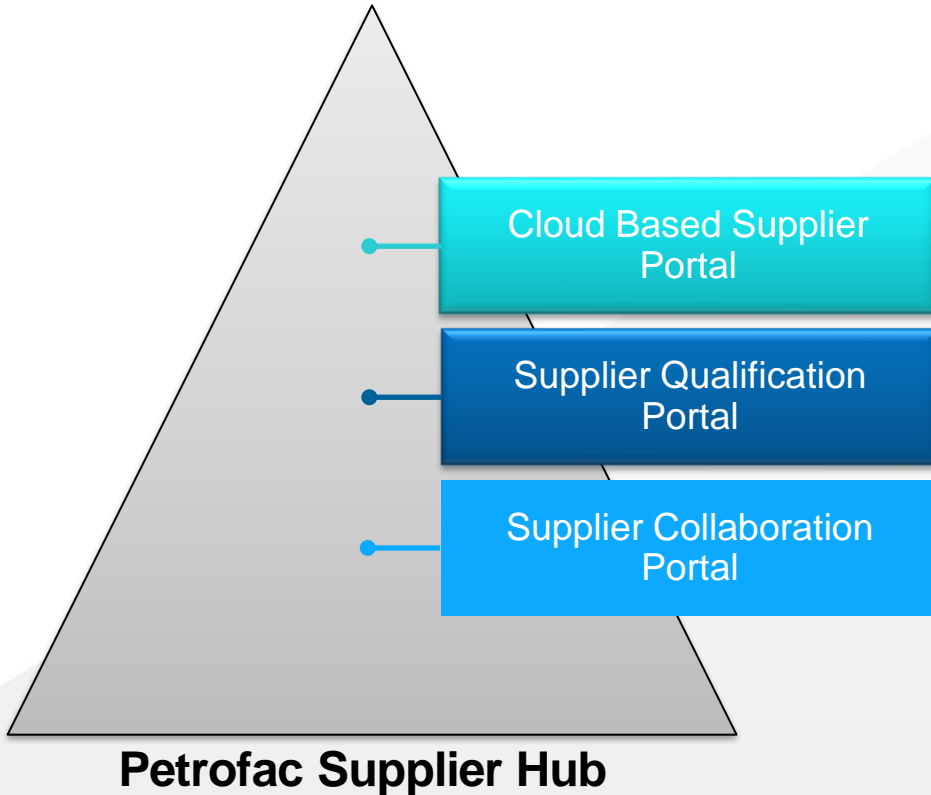 Cloud Based Supplier
Portal
Supplier Qualification
Portal
Supplier Collaboration
Portal
Petrofac Supplier Hub